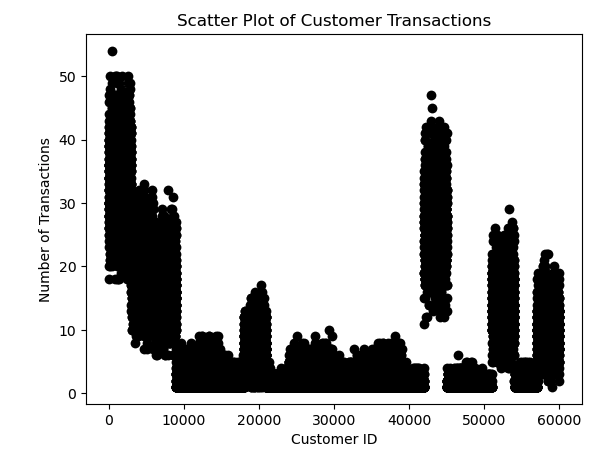 Scatter Plot of Customer Transactions
50
40
30
20
10
0
Number of Transactions
0 10000 20000 30000 40000 50000 60000
Customer ID